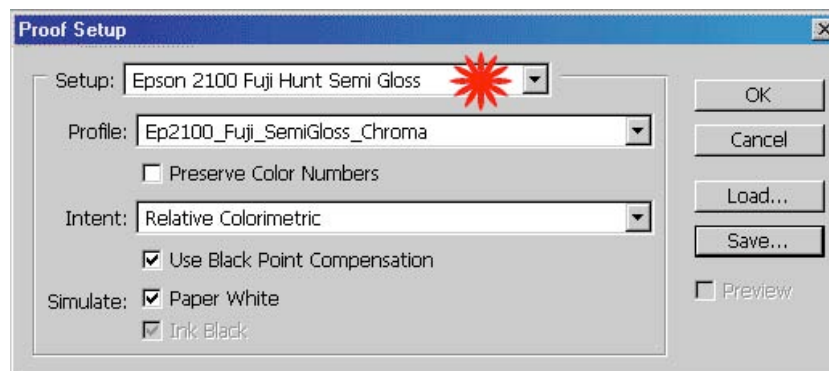 Proof Setup
Setup: Epson 2100 Fuji Hunt Semi Gloss
OK
Profile: Ep2100_Fuji_SemiGloss_Chroma
Cancel
Preserve Color Numbers
Load...
Intent: Relative Colorimetric
Save...
Use Black Point Compensation
Simulate: Paper White
Preview
Ink Black